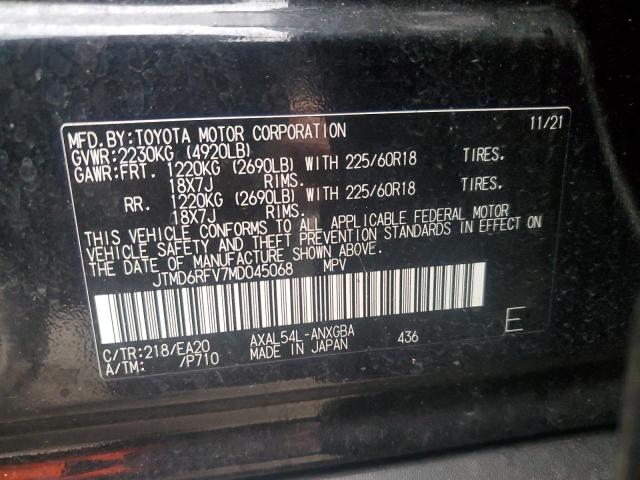 MFD. BY:TOYOTA MOTOR CORPORATION 11/21
GVWR:2230KG (4920LB)
GAWR:FRT. 1220KG (2690LB) WITH 225/60R18 TIRES.
18X7J RIMS.
RR. 1220KG (2690LB) WITH 225/60R18 TIRES.
18X7J RIMS.
THIS VEHICLE CONFORMS TO ALL APPLICABLE FEDERAL MOTOR
VEHICLE SAFETY AND THEFT PREVENTION STANDARDS IN EFFECT ON
THE DATE OF MANUFACTURE SHOWN ABOVE.
JTMD6RFV7MD045068 MPV
C/TR:218/EA20 AXAL54L-ANXGBA 436 E
A/TM: /P710 MADE IN JAPAN